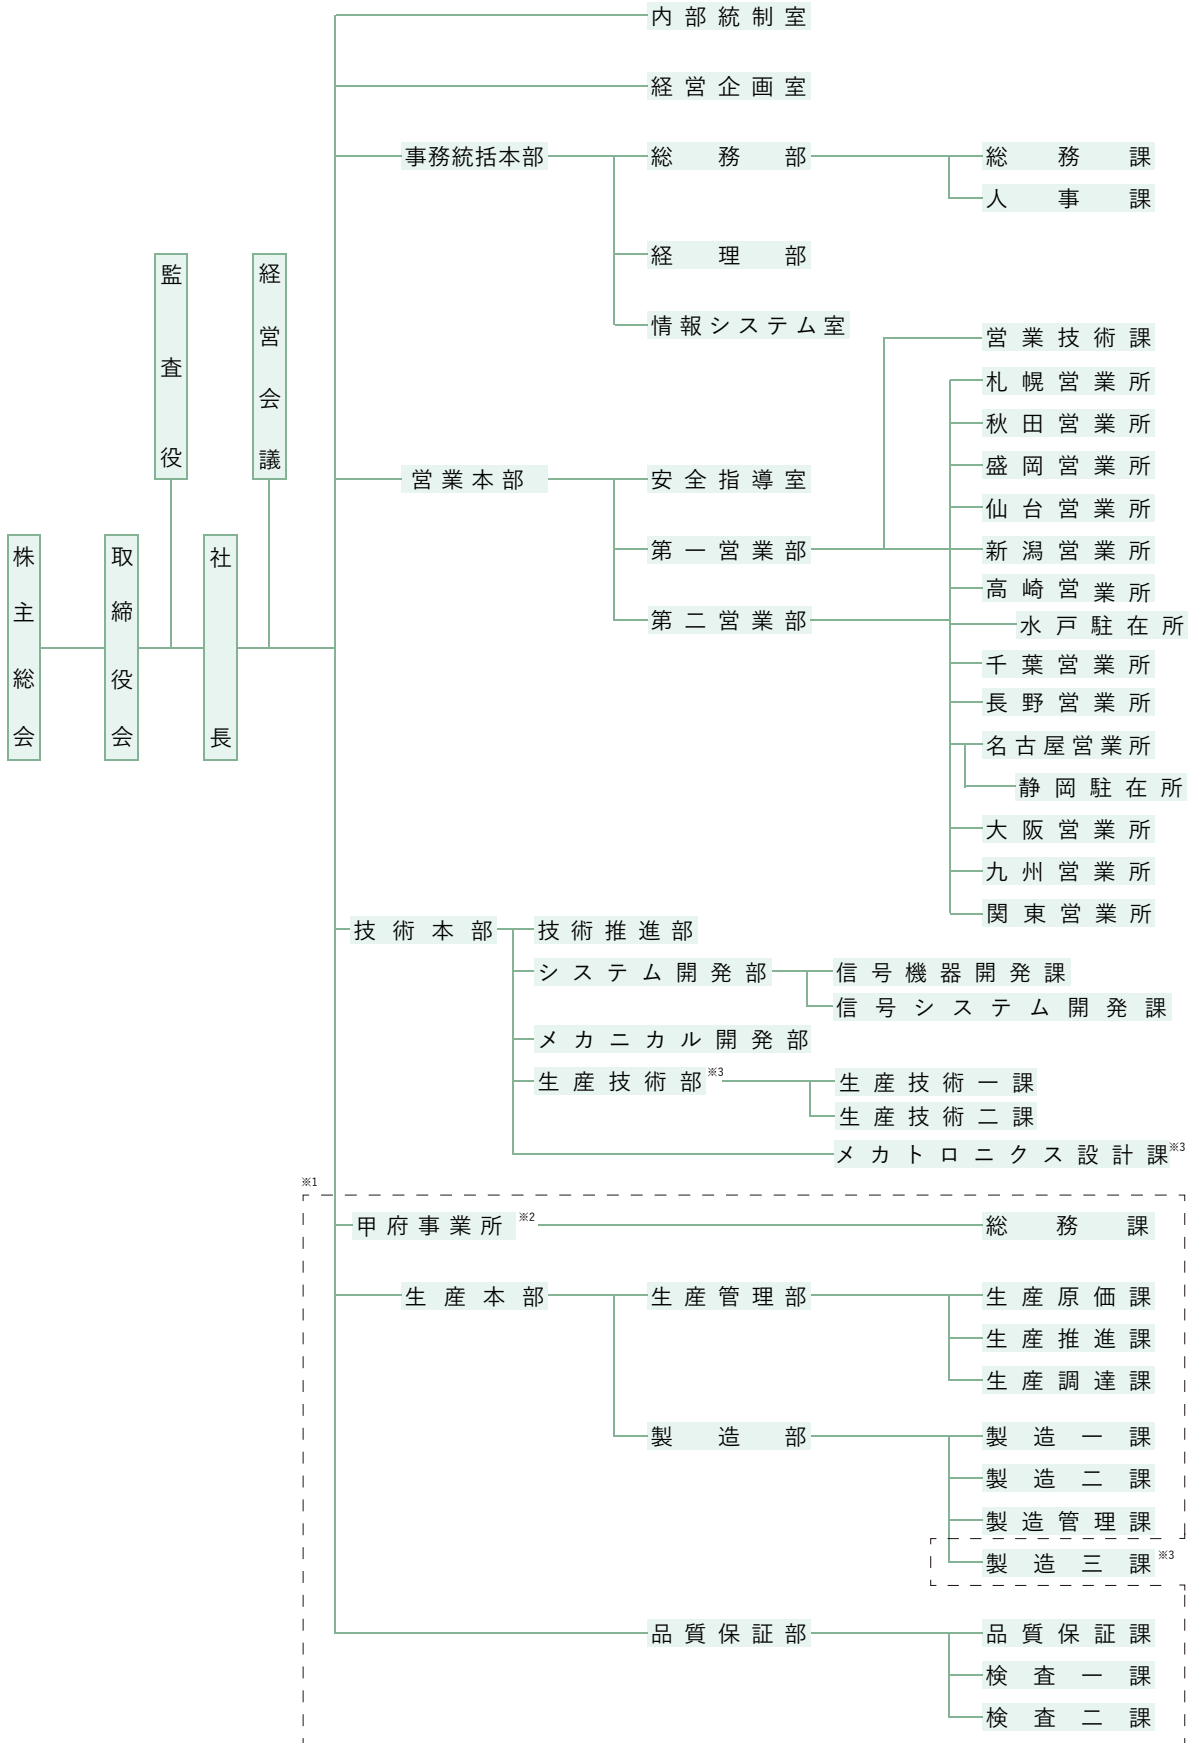 株主総会
取締役会
監査役
社長
経営会議
内部統制室
経営企画室
事務統括本部
総務部
総務課
人事課
経理部
情報システム室
営業本部
安全指導室
第一営業部
第二営業部
営業技術課
札幌営業所
秋田営業所
盛岡営業所
仙台営業所
新潟営業所
高崎営業所
水戸駐在所
千葉営業所
長野営業所
名古屋営業所
静岡駐在所
大阪営業所
九州営業所
関東営業所
技術本部
技術推進部
システム開発部
信号機器開発課
信号システム開発課
メカニカル開発部
生産技術部※3
生産技術一課
生産技術二課
メカトロニクス設計課※3
※1
甲府事業所※2
総務課
生産本部
生産管理部
生産原価課
生産推進課
生産調達課
製造部
製造一課
製造二課
製造管理課
製造三課※3
品質保証部
品質保証課
検査一課
検査二課